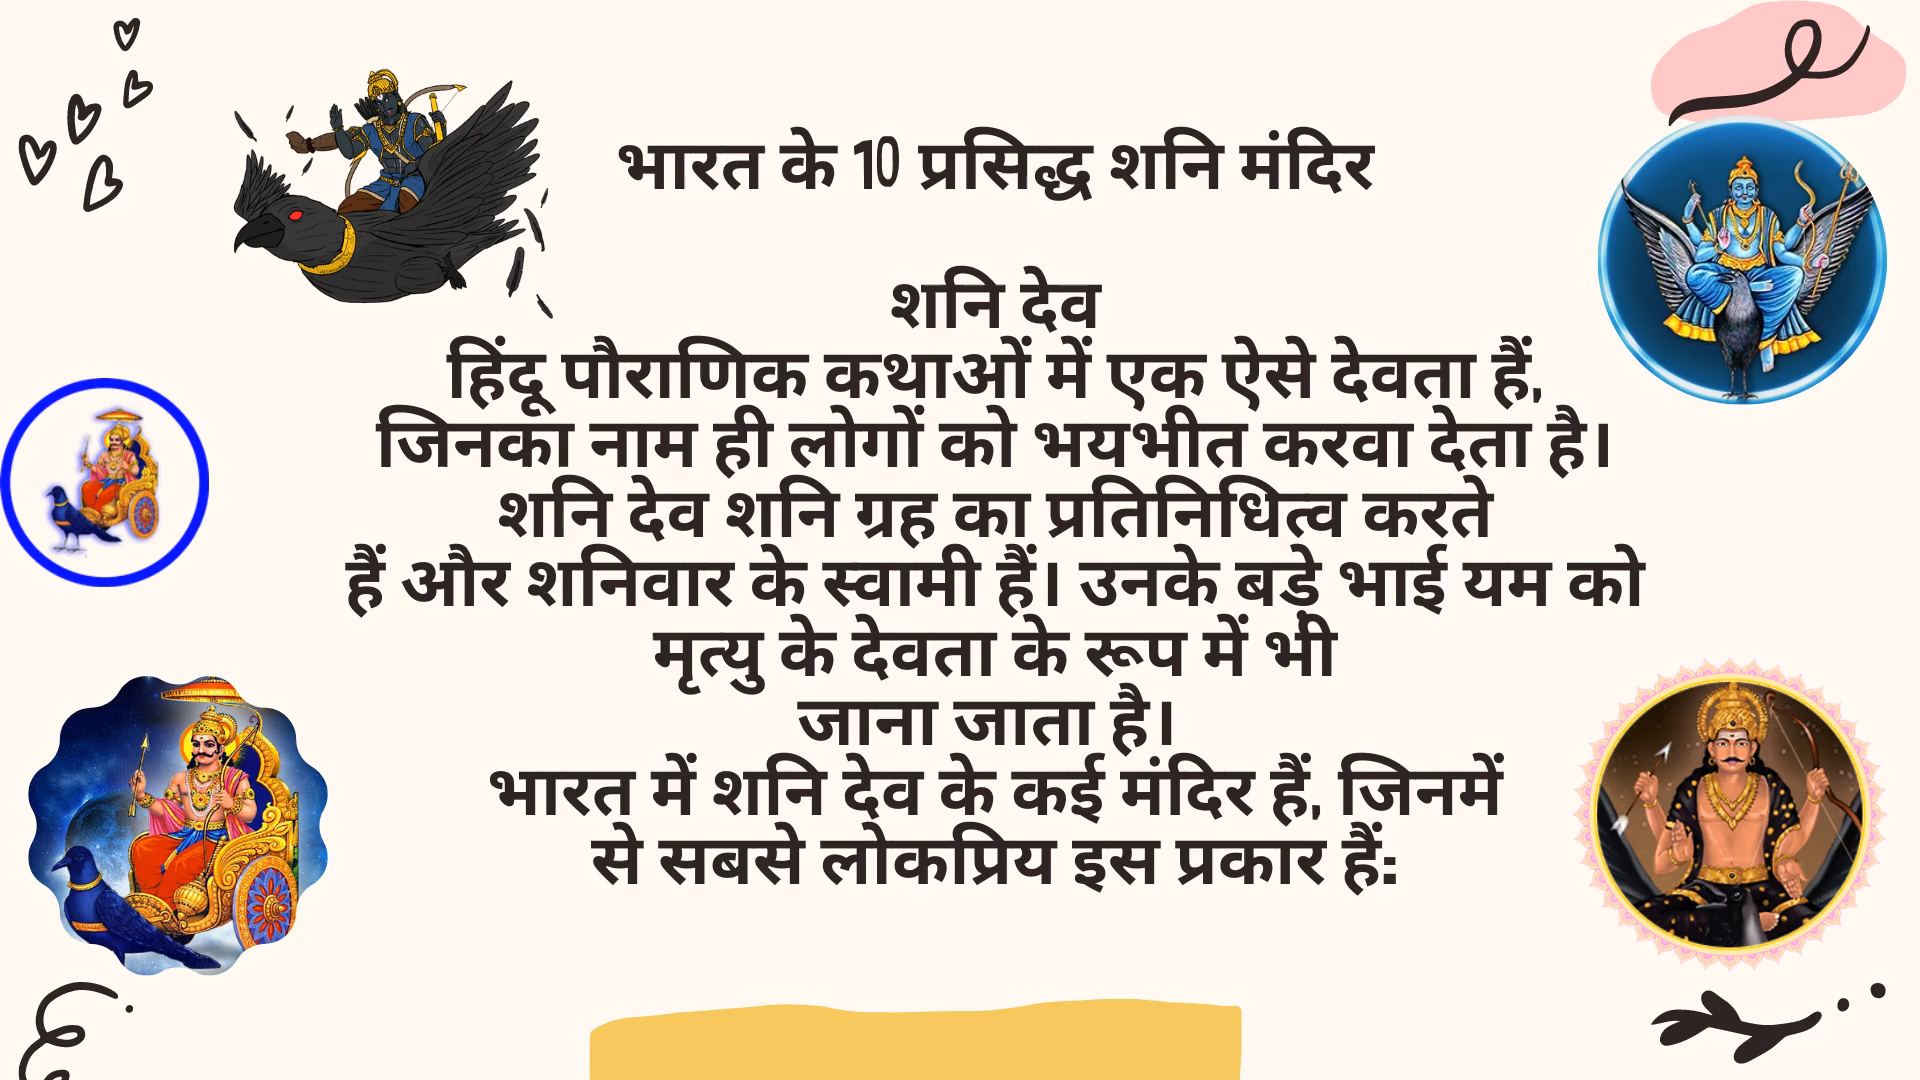 भारत के 10 प्रसिद्ध शनि मंदिर
शनि देव
हिंदू पौराणिक कथाओं में एक ऐसे देवता हैं,
जिनका नाम ही लोगों को भयभीत करवा देता है।
शनि देव शनि ग्रह का प्रतिनिधित्व करते
हैं और शनिवार के स्वामी हैं। उनके बड़े भाई यम को
मृत्यु के देवता के रूप में भी
जाना जाता है।
भारत में शनि देव के कई मंदिर हैं, जिनमें
से सबसे लोकप्रिय इस प्रकार हैं: